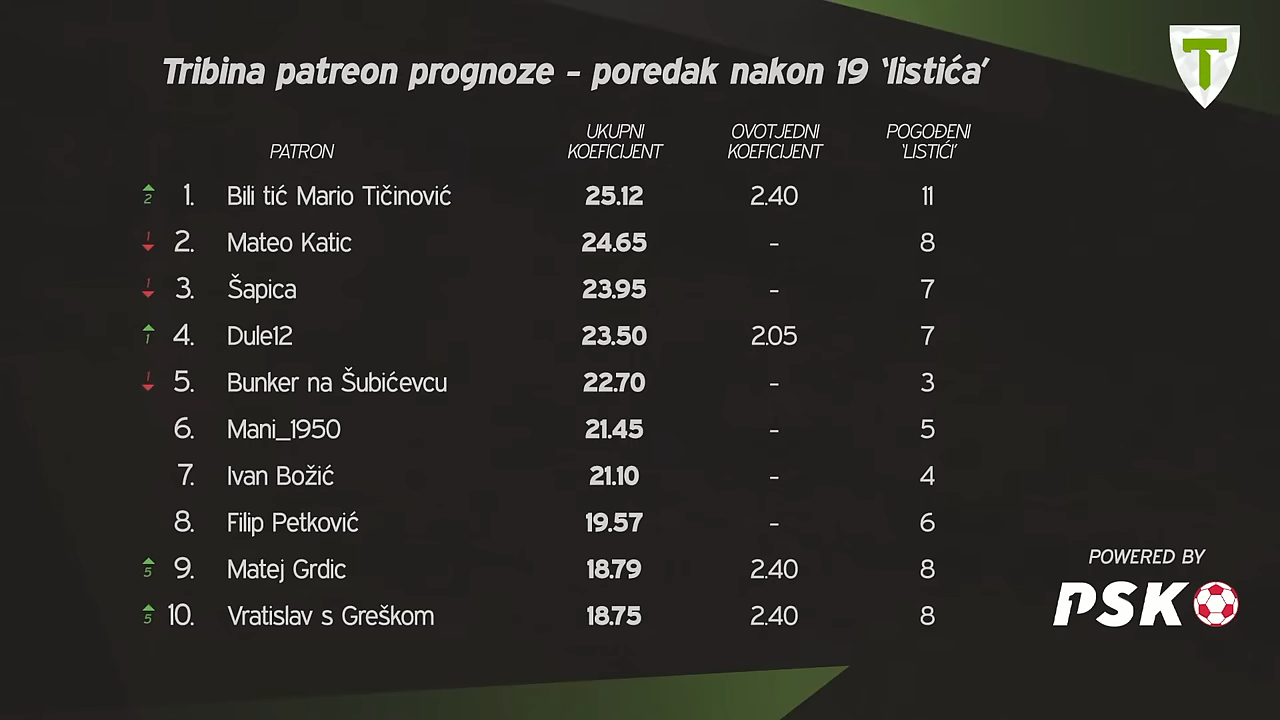 Tribina patreon prognoze - poredak nakon 19 'listića'
PATRON UKUPNI KOEFICIJENT OVOTJEDNI KOEFICIJENT POGOĐENI 'LISTIĆI'
2 1. Bili tić Mario Tičinović 25.12 2.40 11
1 2. Mateo Katic 24.65 - 8
1 3. Šapica 23.95 - 7
1 4. Dule12 23.50 2.05 7
1 5. Bunker na Šubićevcu 22.70 - 3
6. Mani_1950 21.45 - 5
7. Ivan Božić 21.10 - 4
8. Filip Petković 19.57 - 6
5 9. Matej Grdic 18.79 2.40 8
5 10. Vratislav s Greškom 18.75 2.40 8
T
POWERED BY
PSK